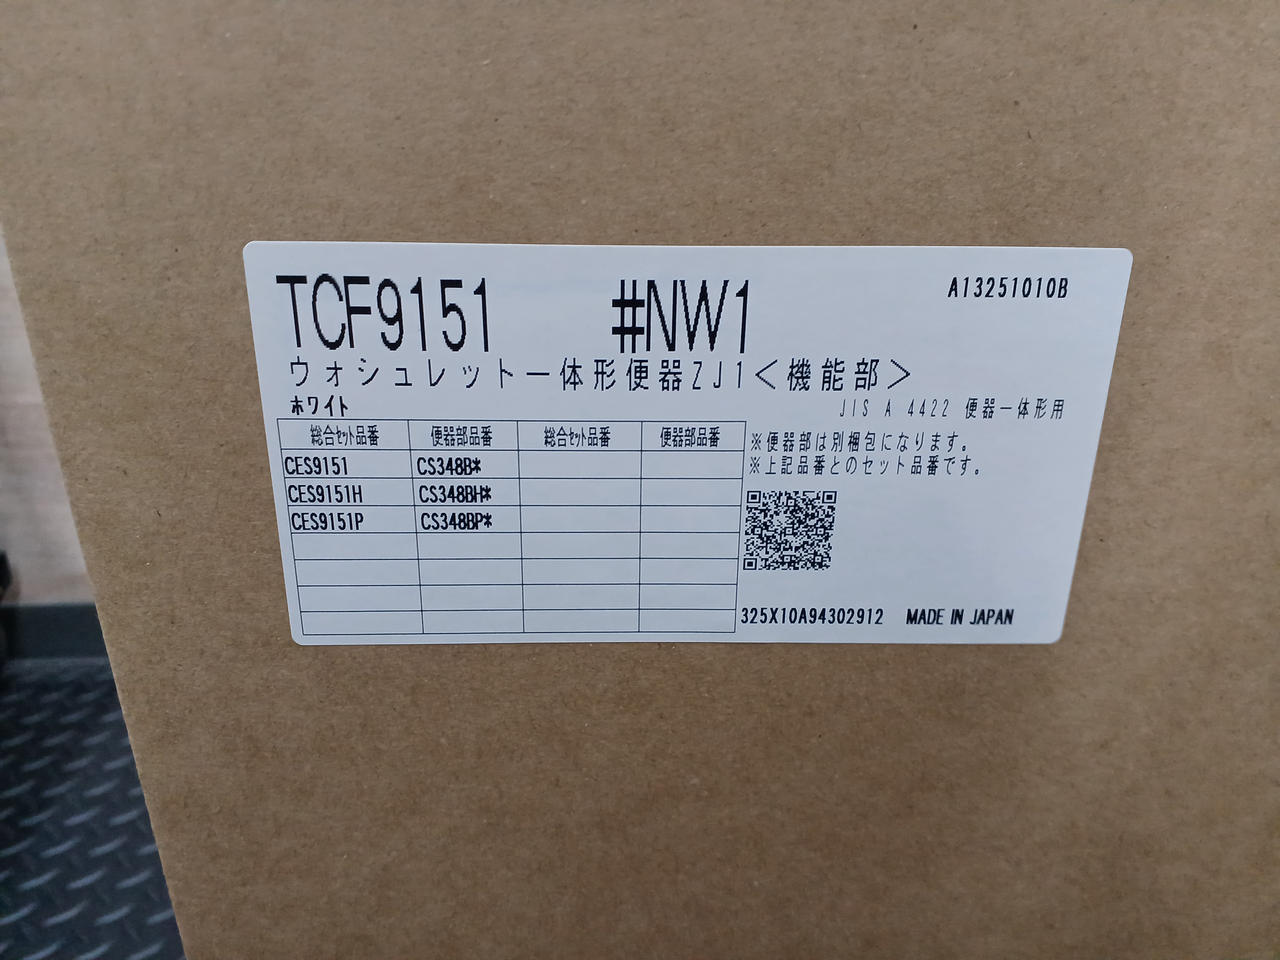 TCF9151 #NW1 A13251010B
ウォシュレット一体形便器ZJ1<機能部>
ホワイト JIS A 4422 便器一体形用
総合セット品番 便器部品番 総合セット品番 便器部品番
CES9151 CS348B*
CES9151H CS348BH*
CES9151P CS348BP*
※便器部は別梱包になります。
※上記品番とのセット品番です。
325X10A94302912 MADE IN JAPAN